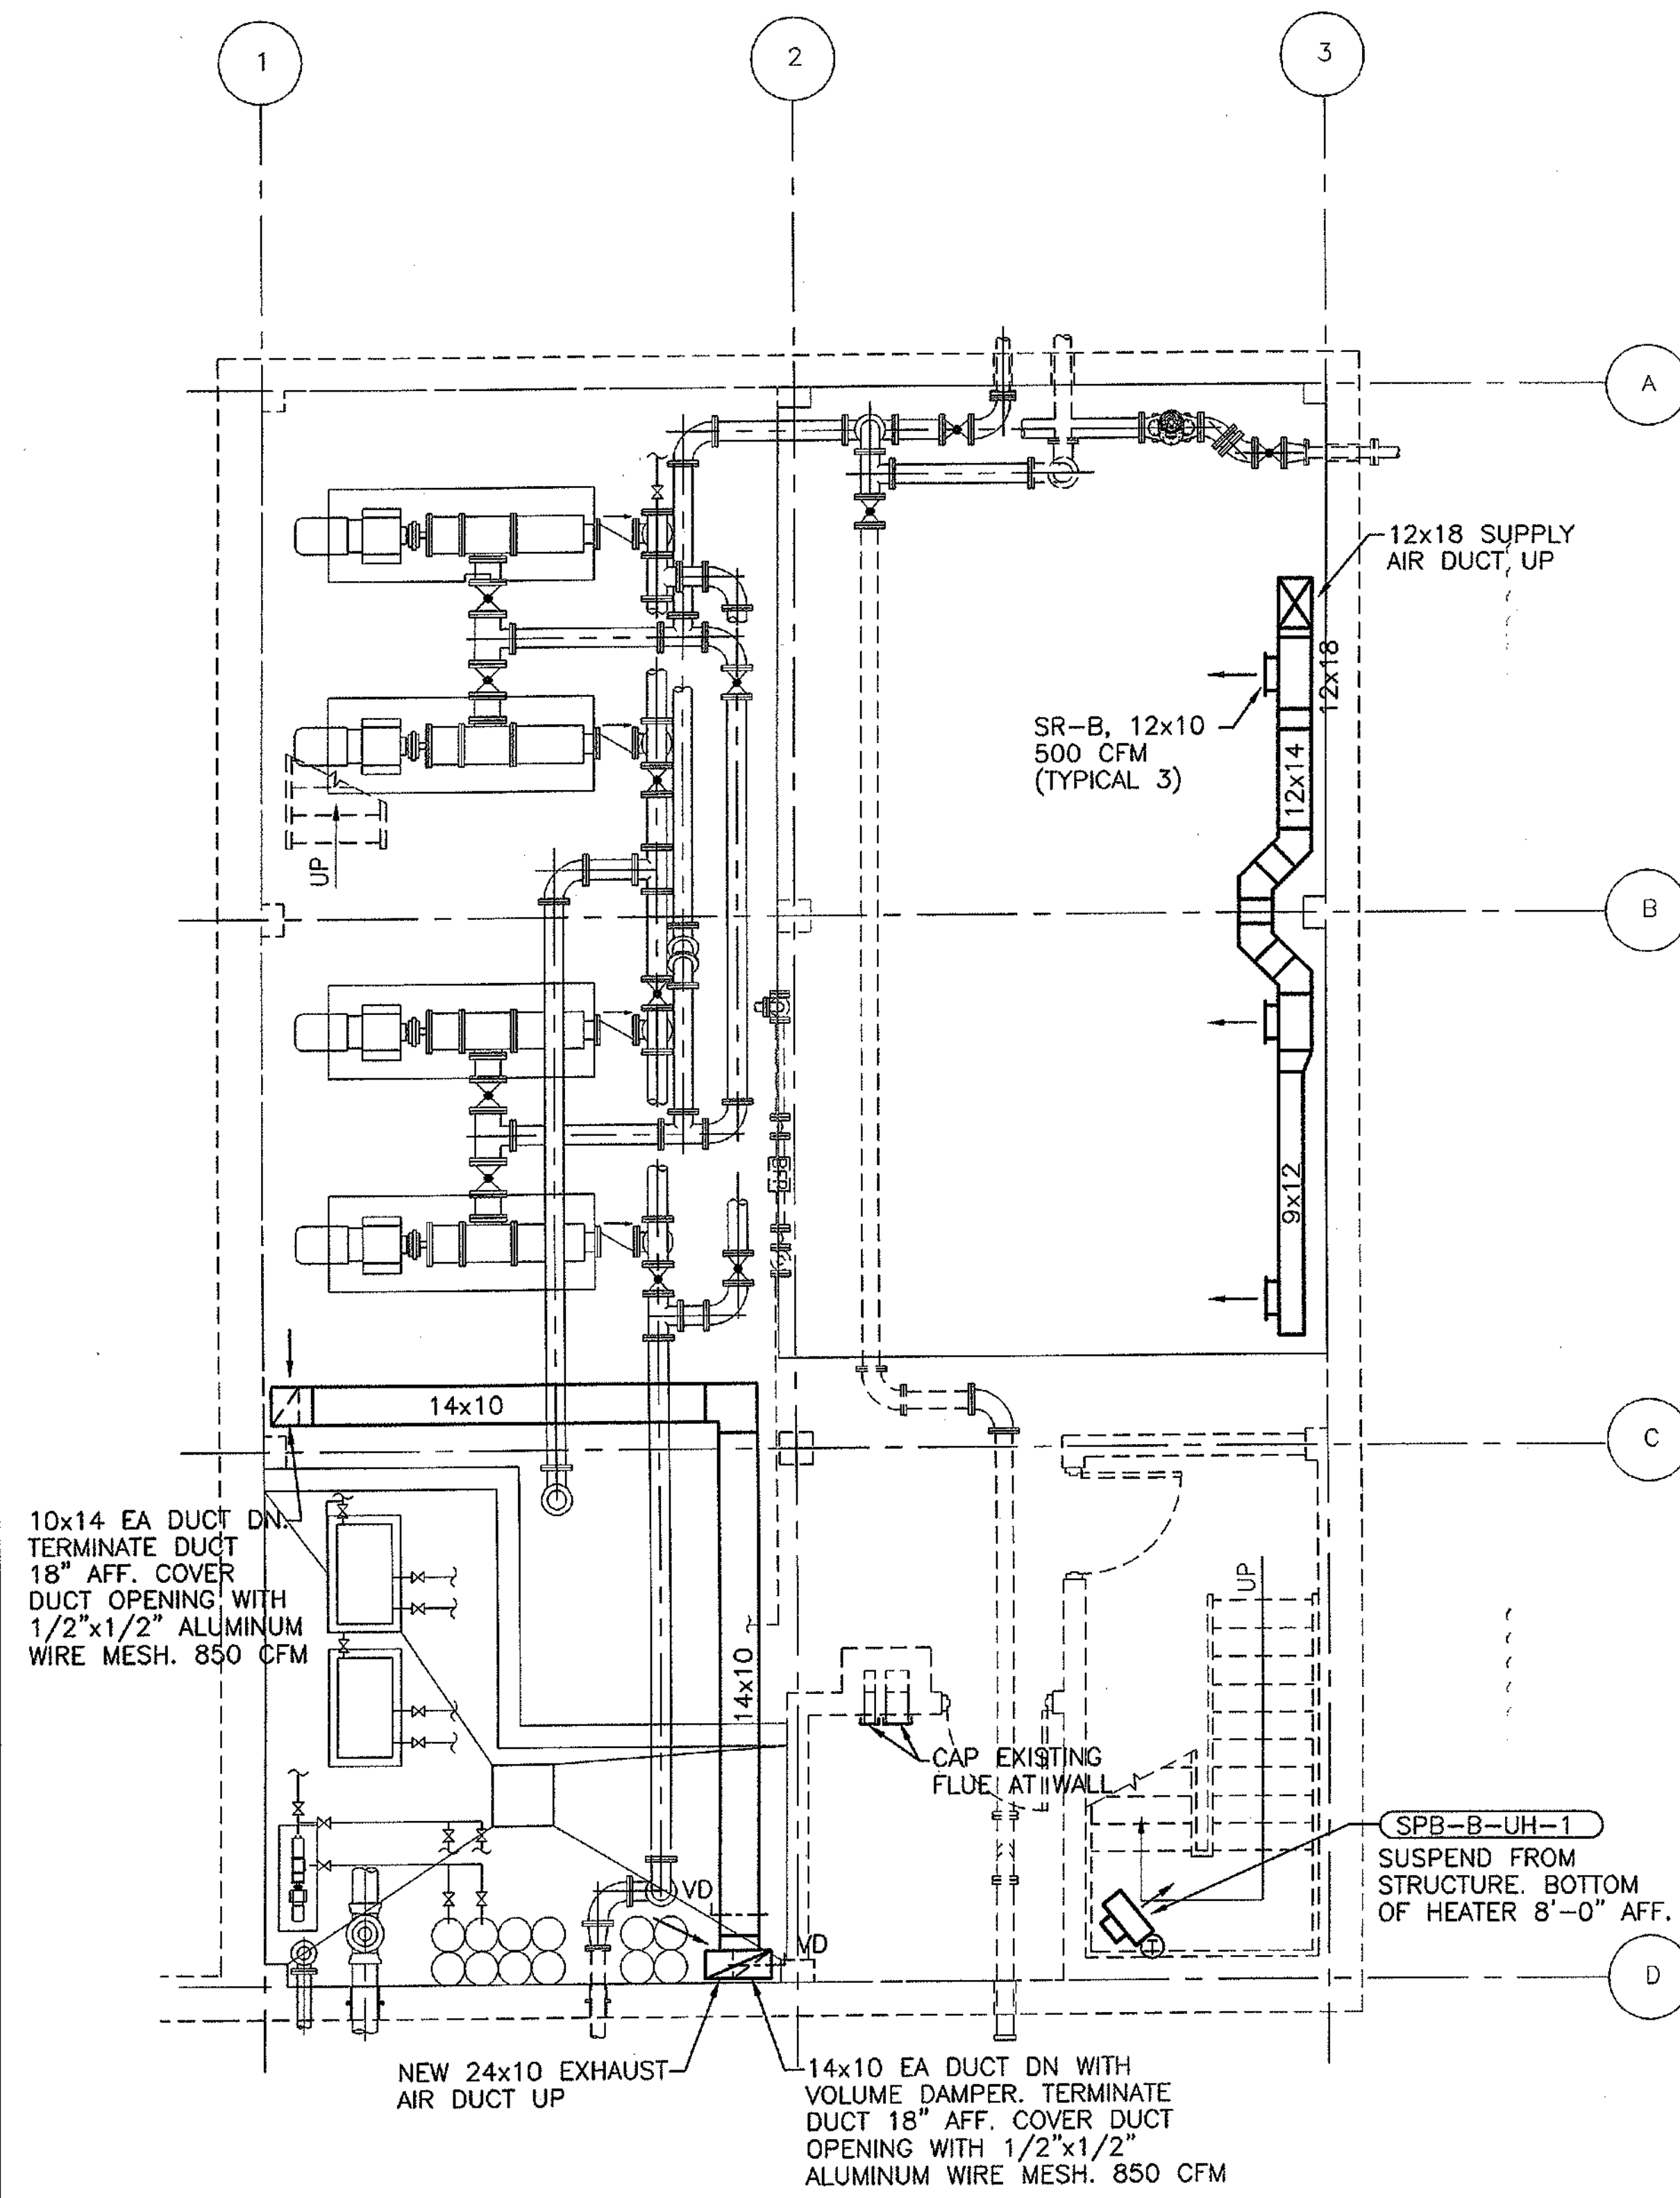 1
2
3
A
12x18 SUPPLY
AIR DUCT UP
12x18
SR-B, 12x10
500 CFM
(TYPICAL 3)
12x14
UP
B
9x12
14x10
C
10x14 EA DUCT DN.
TERMINATE DUCT
18" AFF. COVER
DUCT OPENING WITH
1/2"x1/2" ALUMINUM
WIRE MESH. 850 CFM
UP
14x10
CAP EXISTING
FLUE AT WALL
SPB-B-UH-1
SUSPEND FROM
STRUCTURE. BOTTOM
OF HEATER 8'-0" AFF.
VD
VD
T
D
NEW 24x10 EXHAUST
AIR DUCT UP
14x10 EA DUCT DN WITH
VOLUME DAMPER. TERMINATE
DUCT 18" AFF. COVER DUCT
OPENING WITH 1/2"x1/2"
ALUMINUM WIRE MESH. 850 CFM